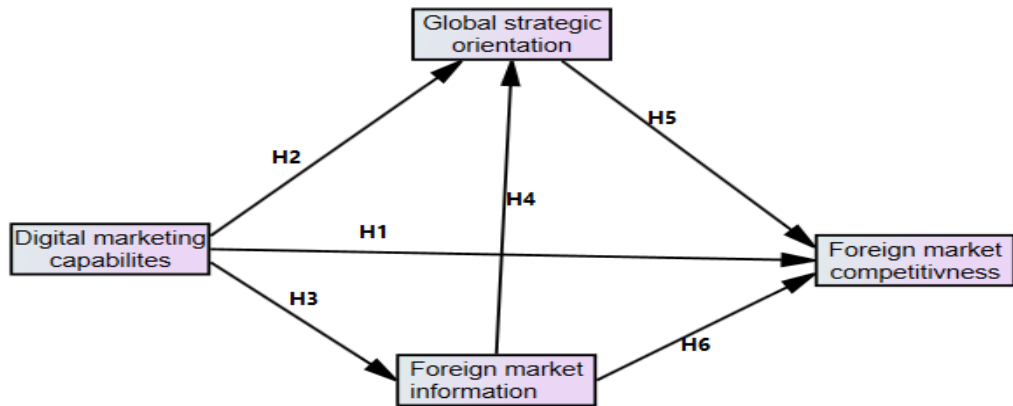 Global strategic
orientation
H5
H2
H4
Digital marketing
capabilites
H1
Foreign market
competitivness
H3
H6
Foreign market
information